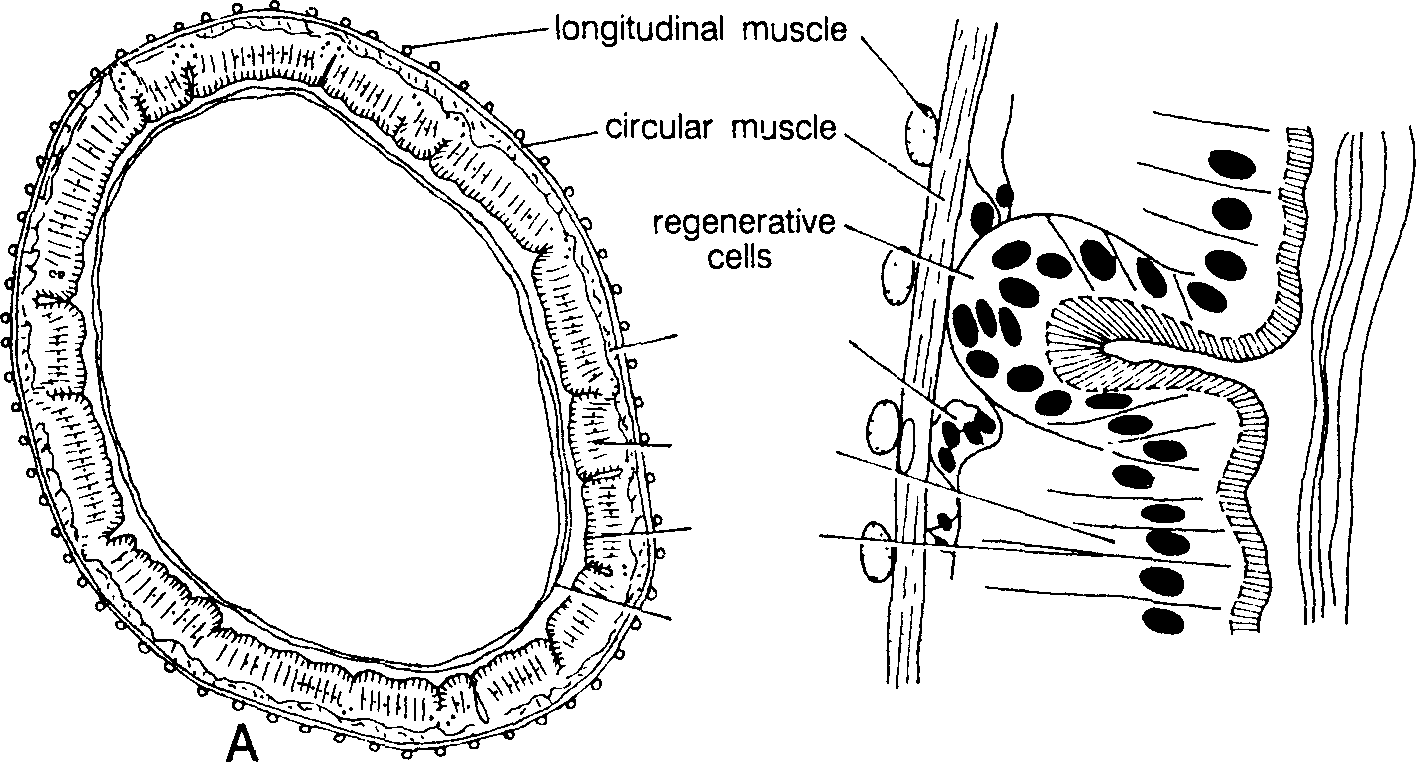 longitudinal muscle
circular muscle
regenerative
cells
A